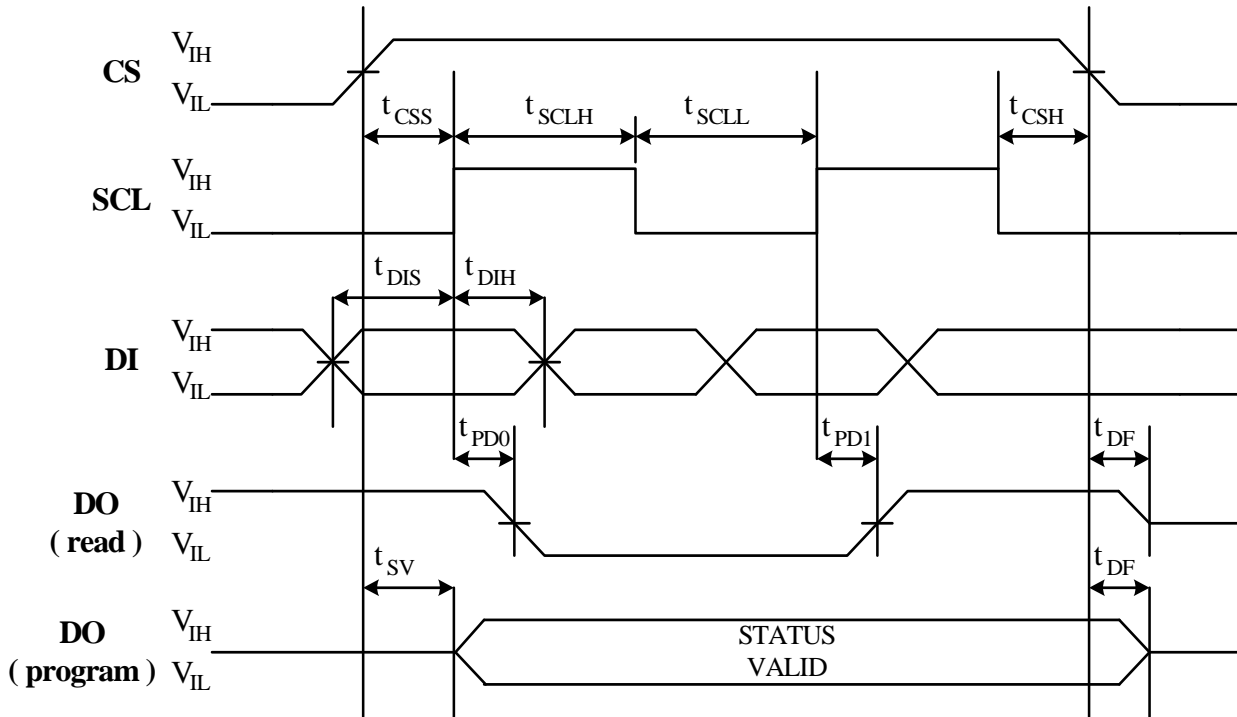 CS
V_IH
V_IL
t_CSS t_SCLH t_SCLL t_CSH
SCL
V_IH
V_IL
t_DIS t_DIH
DI
V_IH
V_IL
t_PD0 t_PD1 t_DF
DO
( read )
V_IH
V_IL
t_SV t_DF
DO
( program )
V_IH
V_IL
STATUS
VALID